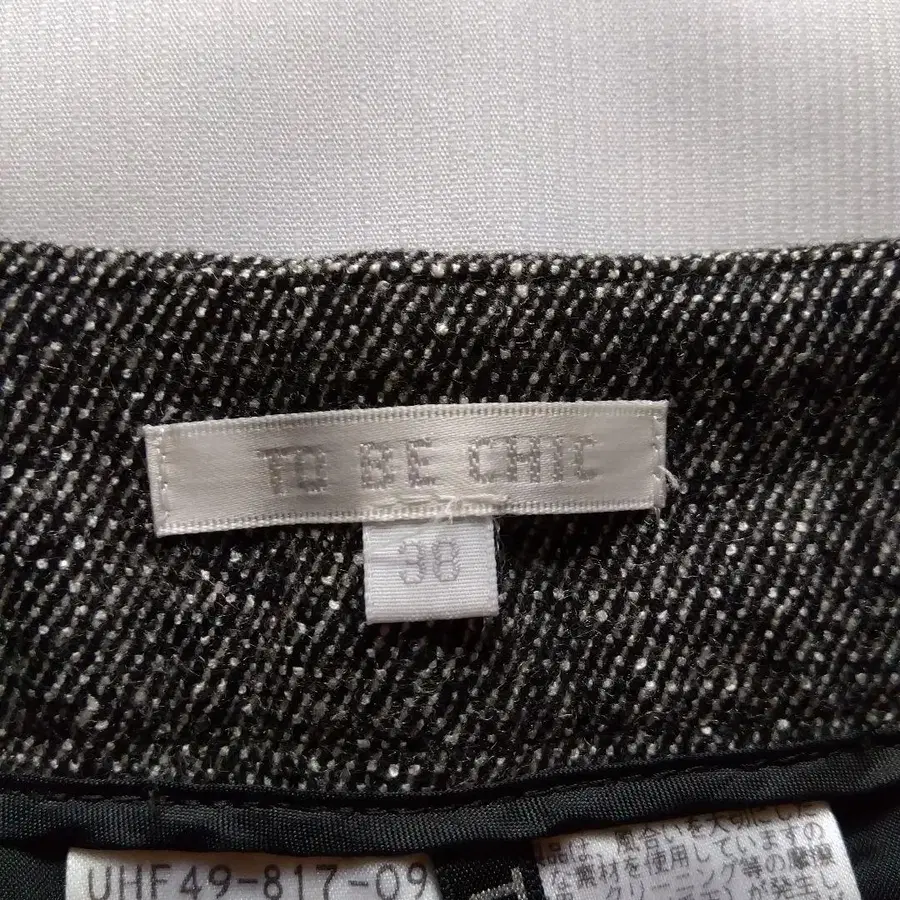 TO BE CHIC
38
UHF49-817-09
品は、風合いを大切にした
な素材を使用していますの
クリーニング等の摩擦
が発生し